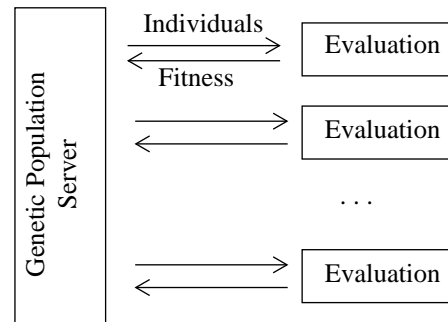 Genetic Population
Server
Individuals
Fitness
Evaluation
Evaluation
. . .
Evaluation